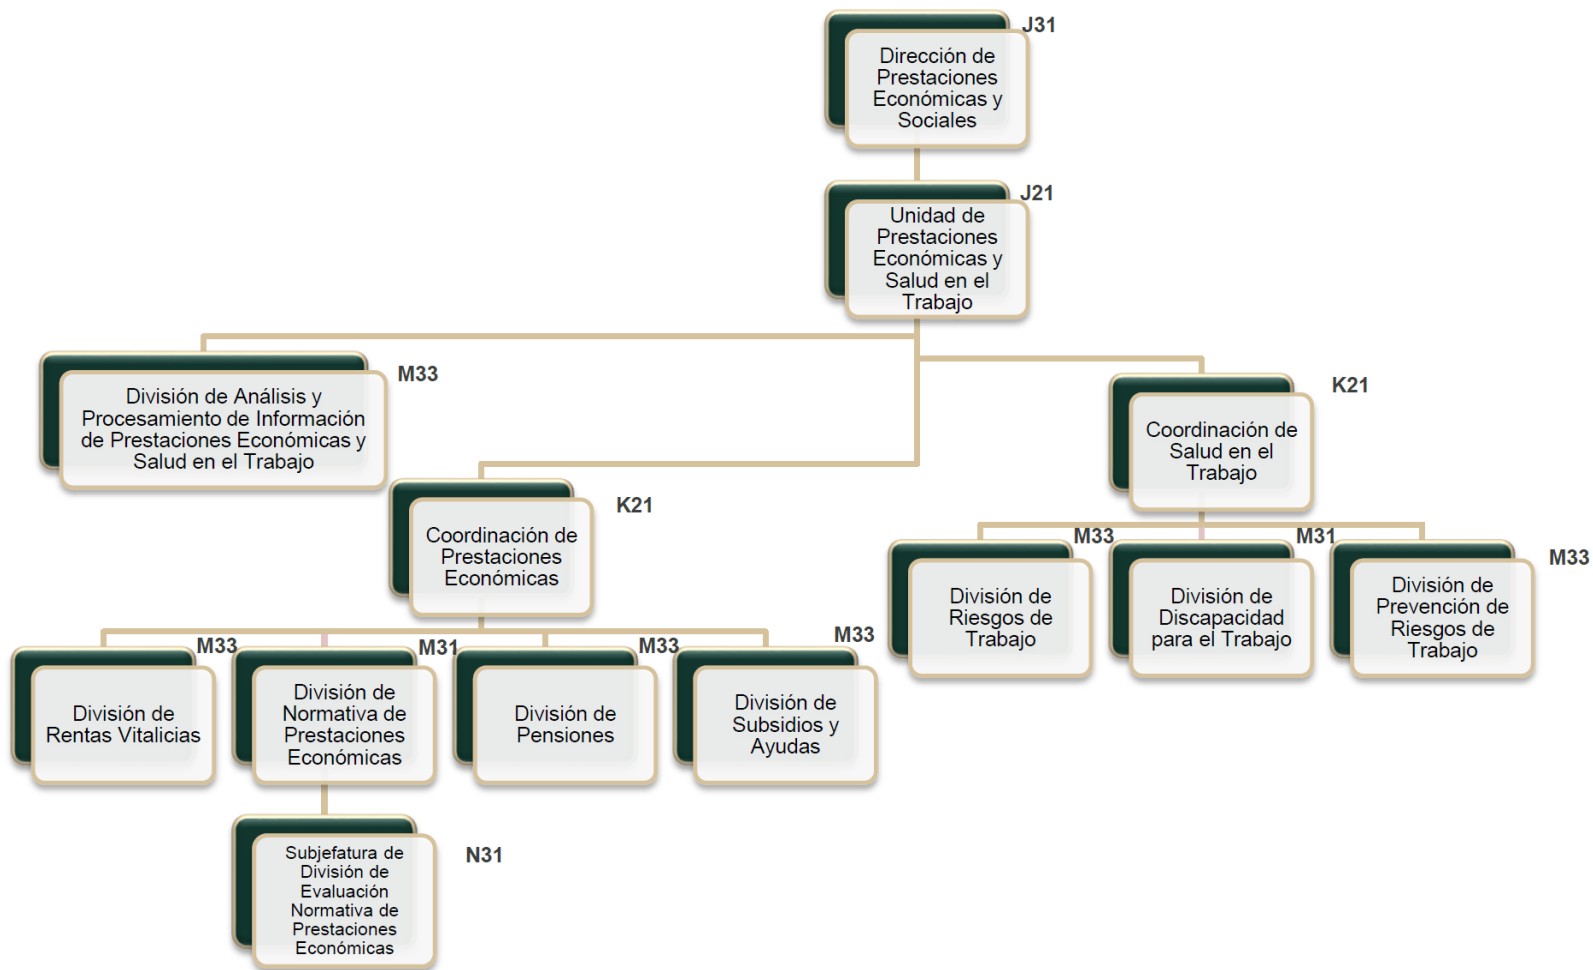 J31
Dirección de
Prestaciones
Económicas y
Sociales
J21
Unidad de
Prestaciones
Económicas y
Salud en el
Trabajo
M33
División de Análisis y
Procesamiento de Información
de Prestaciones Económicas y
Salud en el Trabajo
K21
Coordinación de
Salud en el
Trabajo
K21
Coordinación de
Prestaciones
Económicas
M33
División de
Riesgos de
Trabajo
M31
División de
Discapacidad
para el Trabajo
M33
División de
Prevención de
Riesgos de
Trabajo
M33
División de
Rentas Vitalicias
M31
División de
Normativa de
Prestaciones
Económicas
M33
División de
Pensiones
M33
División de
Subsidios y
Ayudas
N31
Subjefatura de
División de
Evaluación
Normativa de
Prestaciones
Económicas